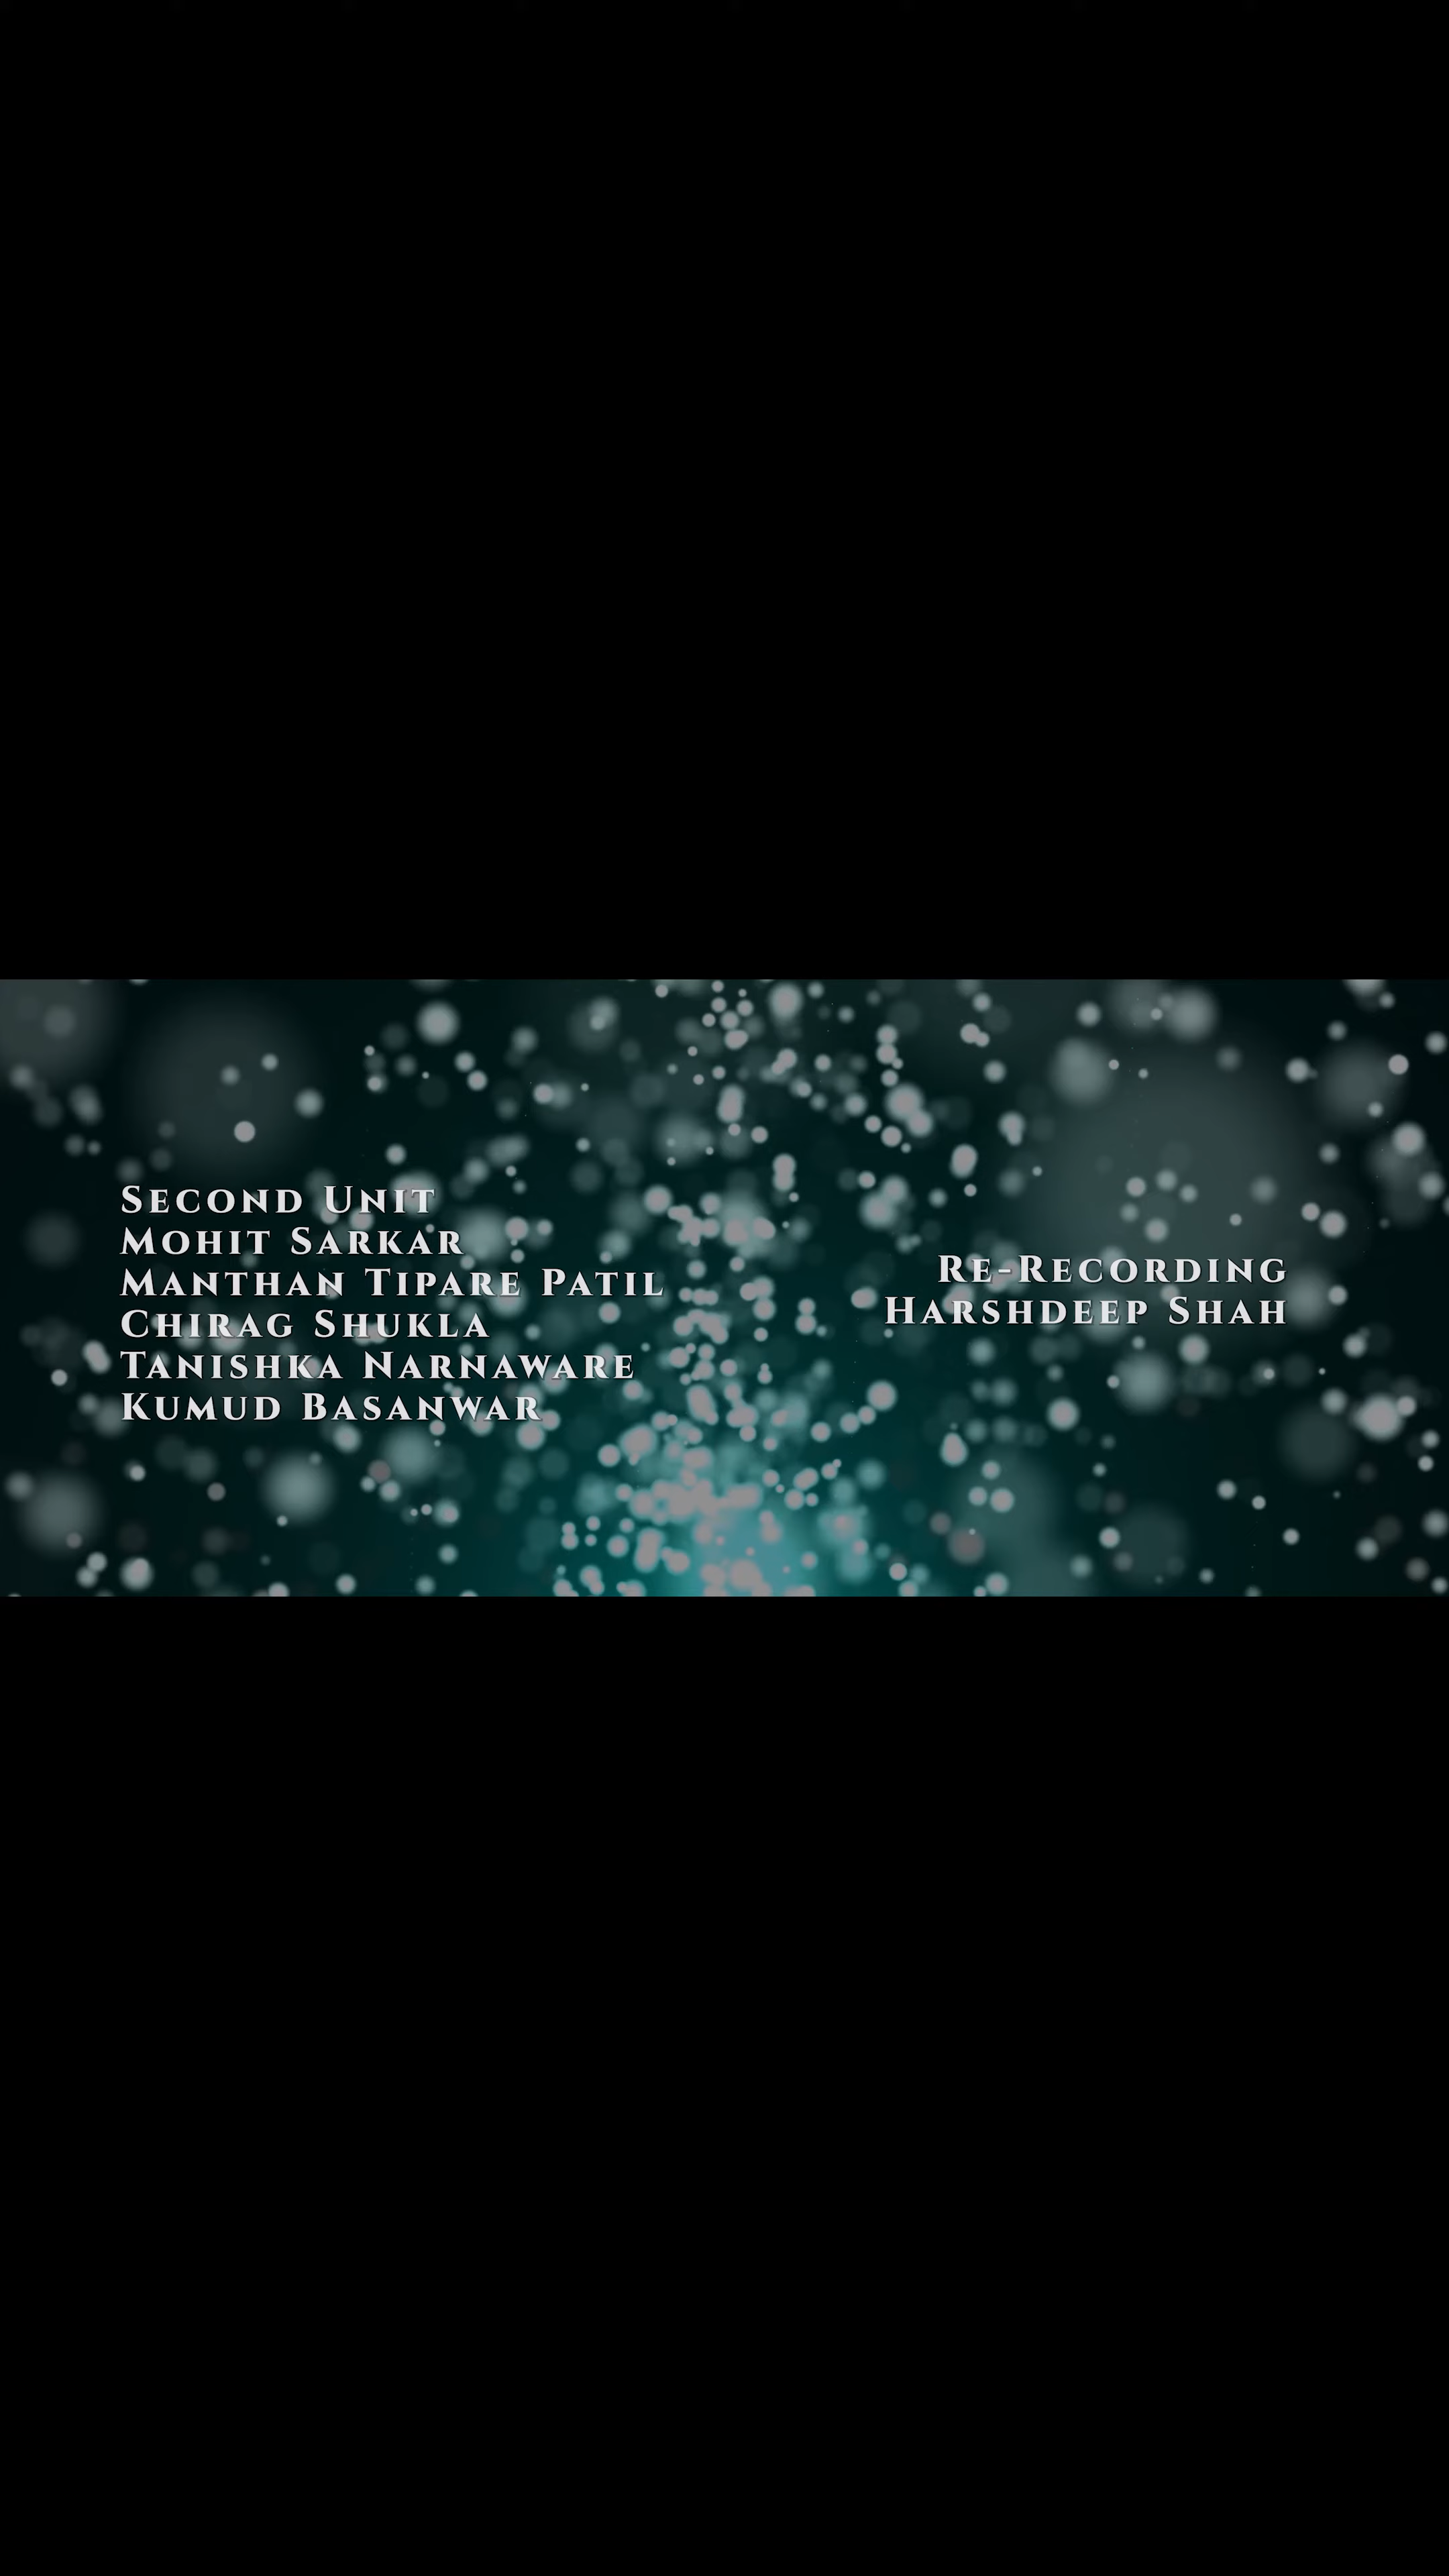 Second Unit
Mohit Sarkar
Manthan Tipare Patil
Chirag Shukla
Tanishka Narnaware
Kumud Basanwar
Re-Recording
Harshdeep Shah